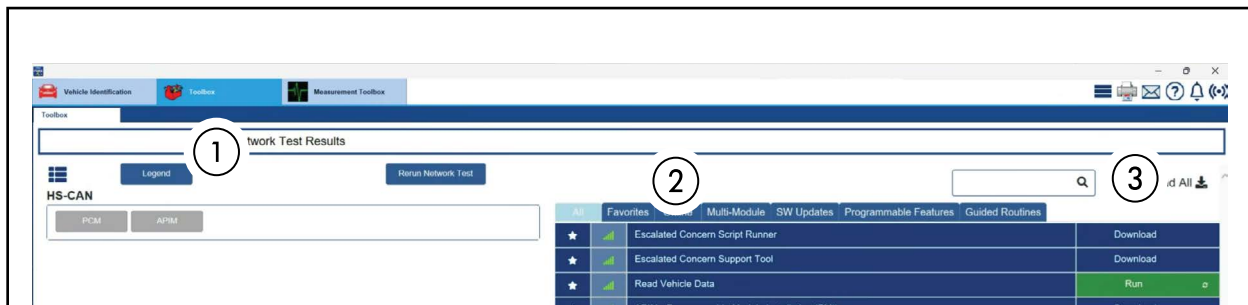 Vehicle Identification
Toolbox
Measurement Toolbox
Toolbox
1
twork Test Results
Legend
Rerun Network Test
2
3
d All
HS-CAN
PCM
APIM
All
Favorites
Multi-Module
SW Updates
Programmable Features
Guided Routines
Escalated Concern Script Runner
Download
Escalated Concern Support Tool
Download
Read Vehicle Data
Run